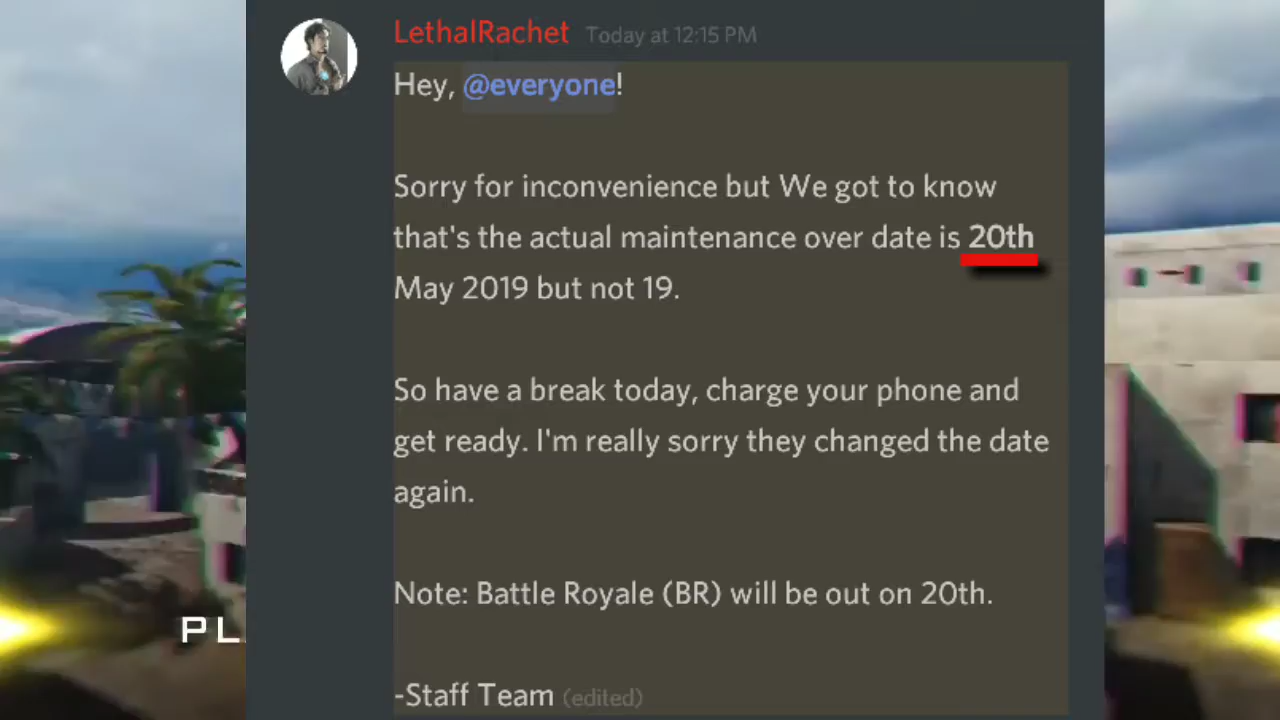 LethalRachet Today at 12:15 PM
Hey, @everyone!
Sorry for inconvenience but We got to know
that's the actual maintenance over date is 20th
May 2019 but not 19.
So have a break today, charge your phone and
get ready. I'm really sorry they changed the date
again.
Note: Battle Royale (BR) will be out on 20th.
PL
-Staff Team (edited)